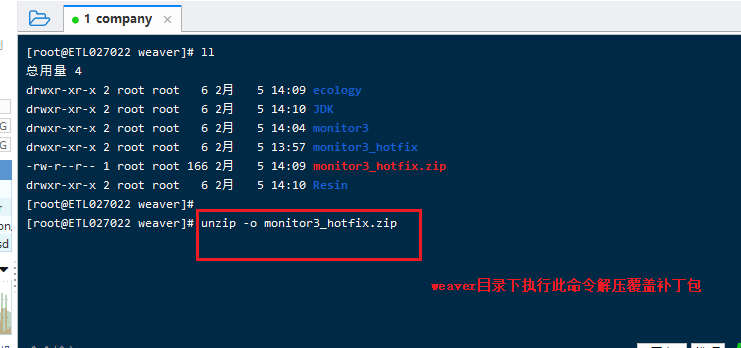 1 company
[root@ETL027022 weaver]# ll
总用量 4
drwxr-xr-x 2 root root   6 2月   5 14:09 ecology
drwxr-xr-x 2 root root   6 2月   5 14:10 JDK
drwxr-xr-x 2 root root   6 2月   5 14:04 monitor3
drwxr-xr-x 2 root root   6 2月   5 13:57 monitor3_hotfix
-rw-r--r-- 1 root root 166 2月   5 14:09 monitor3_hotfix.zip
drwxr-xr-x 2 root root   6 2月   5 14:10 Resin
[root@ETL027022 weaver]#
[root@ETL027022 weaver]# unzip -o monitor3_hotfix.zip
weaver目录下执行此命令解压覆盖补丁包